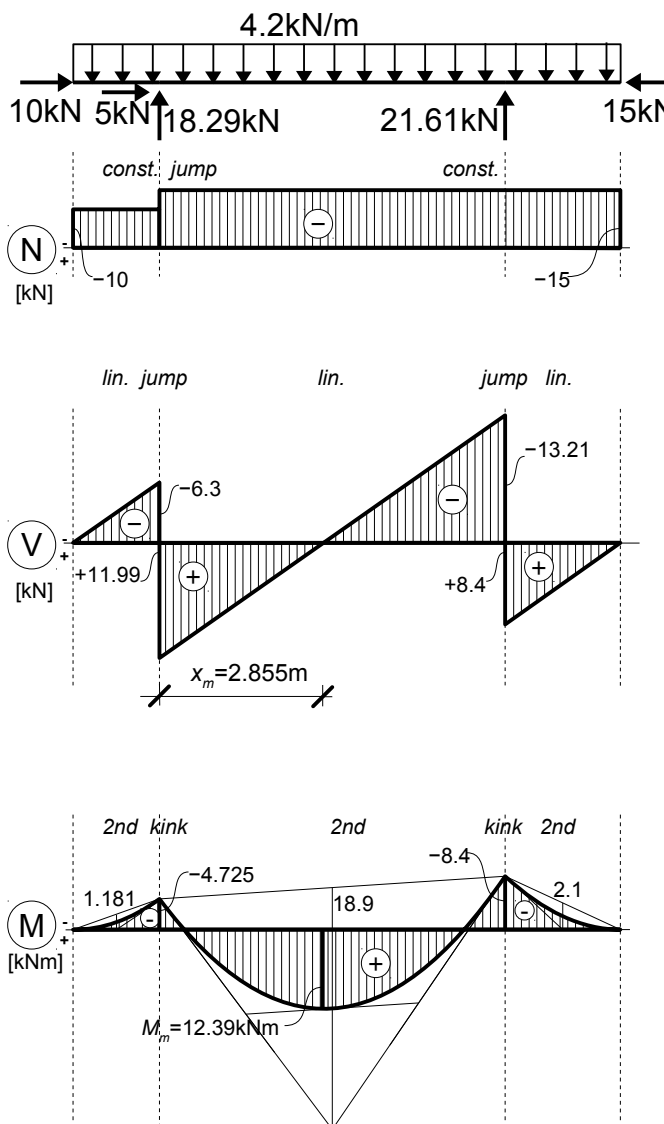 4.2kN/m
10kN 5kN 18.29kN 21.61kN 15kN
const. jump const.
−
N - +
−10 −15
[kN]
lin. jump lin. jump lin.
−13.21
−6.3 −
−
V - +
+11.99 + +8.4 +
[kN]
xm=2.855m
2nd kink 2nd kink 2nd
−4.725 −8.4
1.181 18.9 2.1
- -
M - +
[kNm] +
Mm=12.39kNm